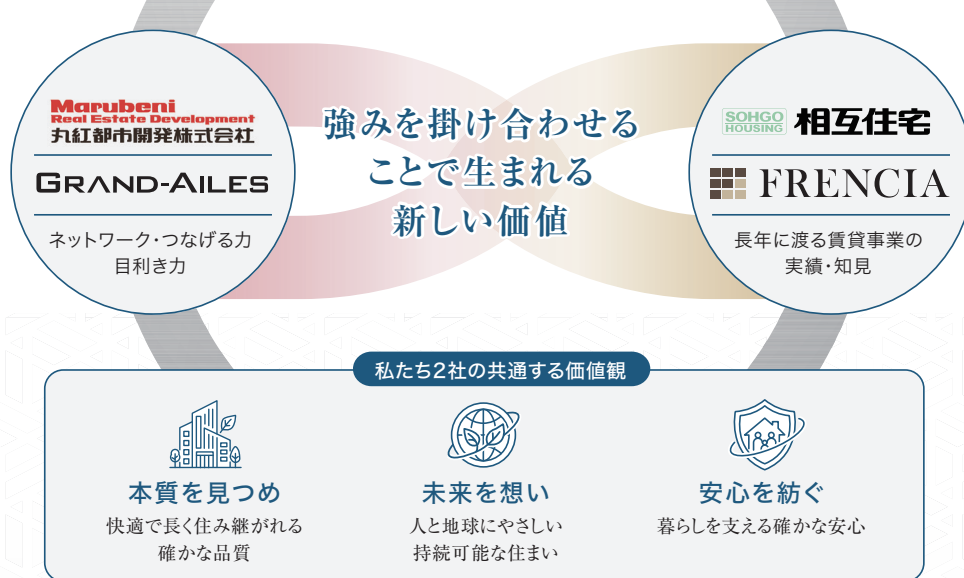 Marubeni
Real Estate Development
丸紅都市開発株式会社
GRAND-AILES
ネットワーク・つなげる力
目利き力
強みを掛け合わせる
ことで生まれる
新しい価値
SOHGO
HOUSING
相互住宅
FRENCIA
長年に渡る賃貸事業の
実績・知見
私たち2社の共通する価値観
本質を見つめ
快適で長く住み継がれる
確かな品質
未来を想い
人と地球にやさしい
持続可能な住まい
安心を紡ぐ
暮らしを支える確かな安心